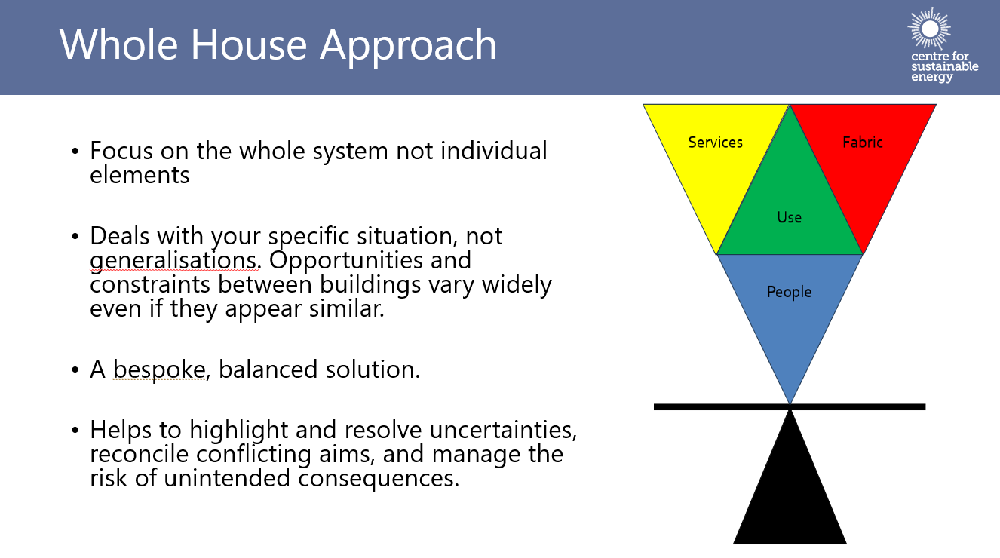 Whole House Approach
centre for
sustainable
energy
• Focus on the whole system not individual
elements
• Deals with your specific situation, not
generalisations. Opportunities and
constraints between buildings vary widely
even if they appear similar.
• A bespoke, balanced solution.
• Helps to highlight and resolve uncertainties,
reconcile conflicting aims, and manage the
risk of unintended consequences.
Services
Fabric
Use
People